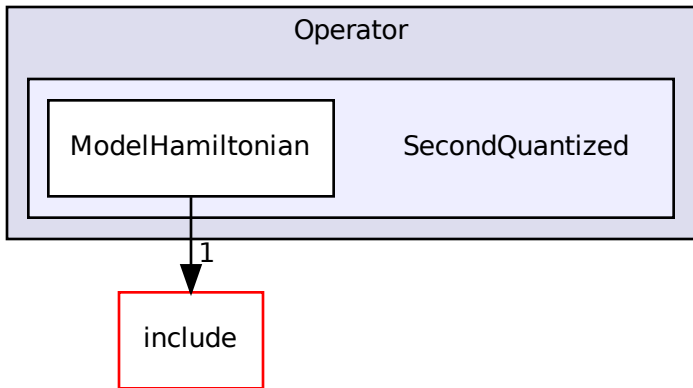 Operator
ModelHamiltonian
SecondQuantized
1
include